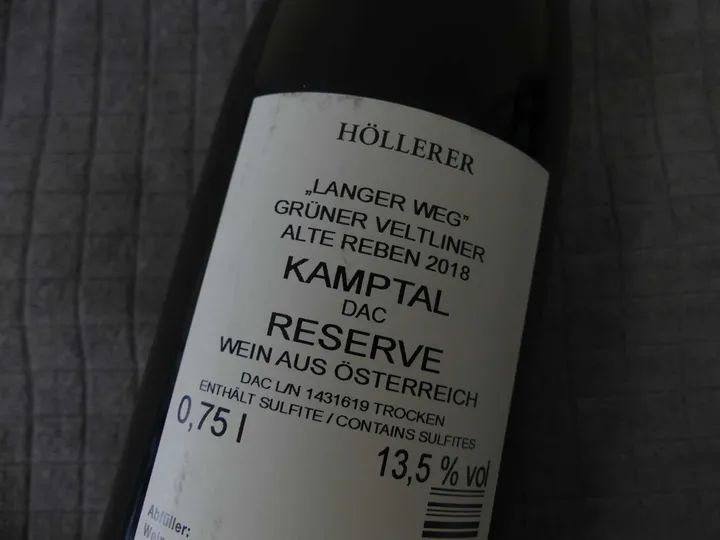 HÖLLERER
„LANGER WEG”
GRÜNER VELTLINER
ALTE REBEN 2018
KAMPTAL
DAC
RESERVE
WEIN AUS ÖSTERREICH
DAC L/N 1431619 TROCKEN
ENTHÄLT SULFITE / CONTAINS SULFITES
0,75 l
13,5 % vol
Abfüller: